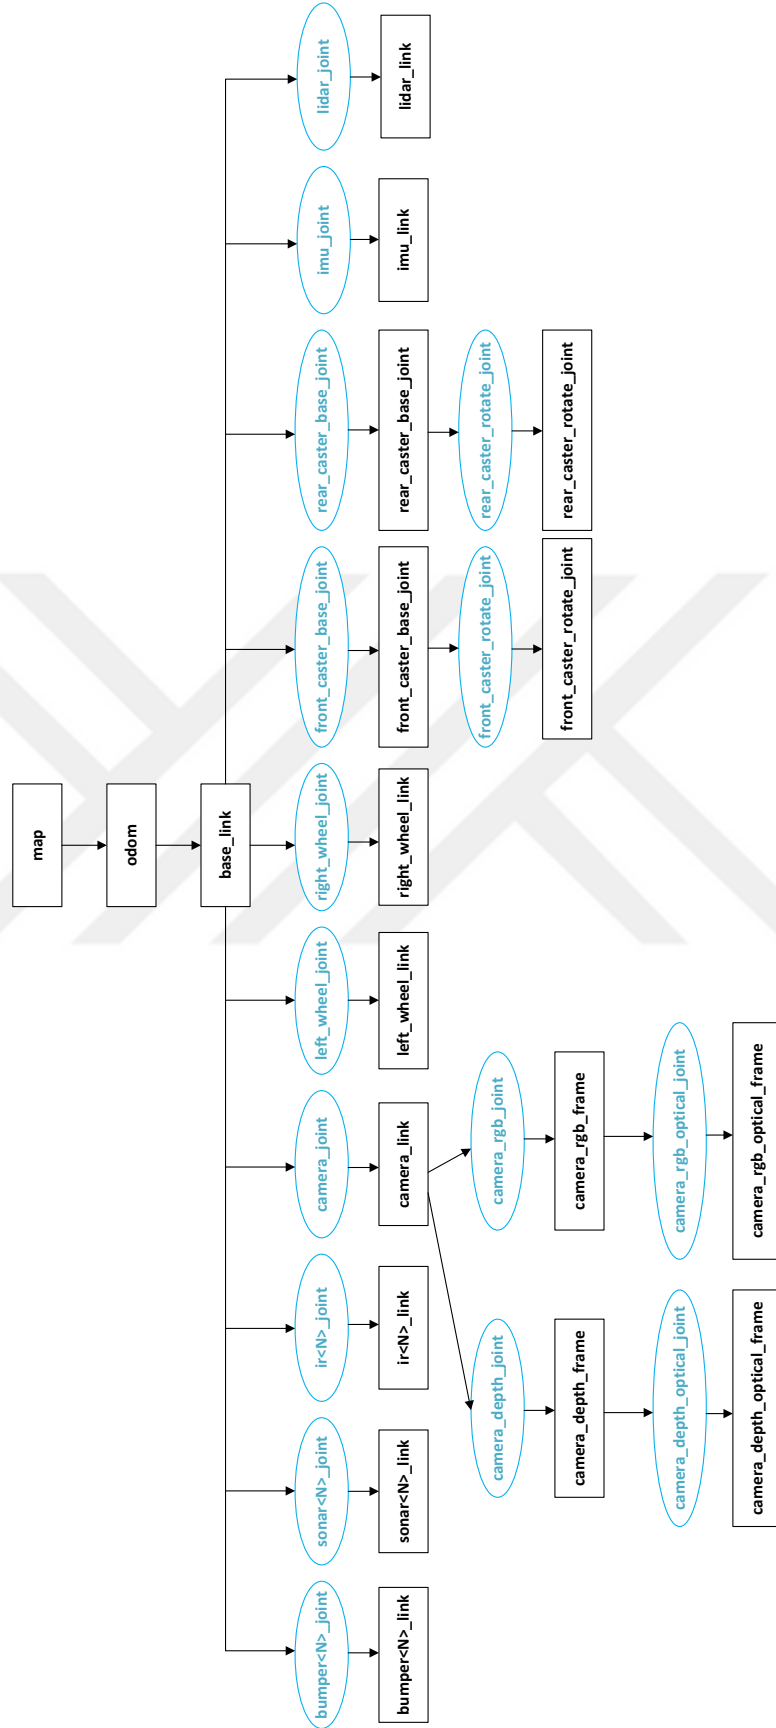 map
odom
base_link
bumper<N>_joint
sonar<N>_joint
ir<N>_joint
camera_joint
left_wheel_joint
right_wheel_joint
front_caster_base_joint
rear_caster_base_joint
imu_joint
lidar_joint
bumper<N>_link
sonar<N>_link
ir<N>_link
camera_link
left_wheel_link
right_wheel_link
front_caster_base_joint
rear_caster_base_joint
imu_link
lidar_link
camera_depth_joint
camera_rgb_joint
front_caster_rotate_joint
rear_caster_rotate_joint
camera_depth_frame
camera_rgb_frame
front_caster_rotate_joint
rear_caster_rotate_joint
camera_depth_optical_joint
camera_rgb_optical_joint
camera_depth_optical_frame
camera_rgb_optical_frame